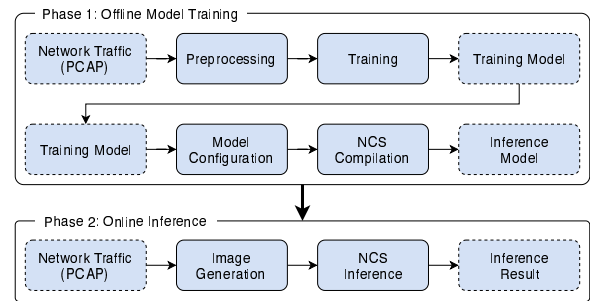 Phase 1: Offline Model Training
Network Traffic
(PCAP)
Preprocessing
Training
Training Model
Training Model
Model
Configuration
NCS
Compilation
Inference
Model
Phase 2: Online Inference
Network Traffic
(PCAP)
Image
Generation
NCS
Inference
Inference
Result